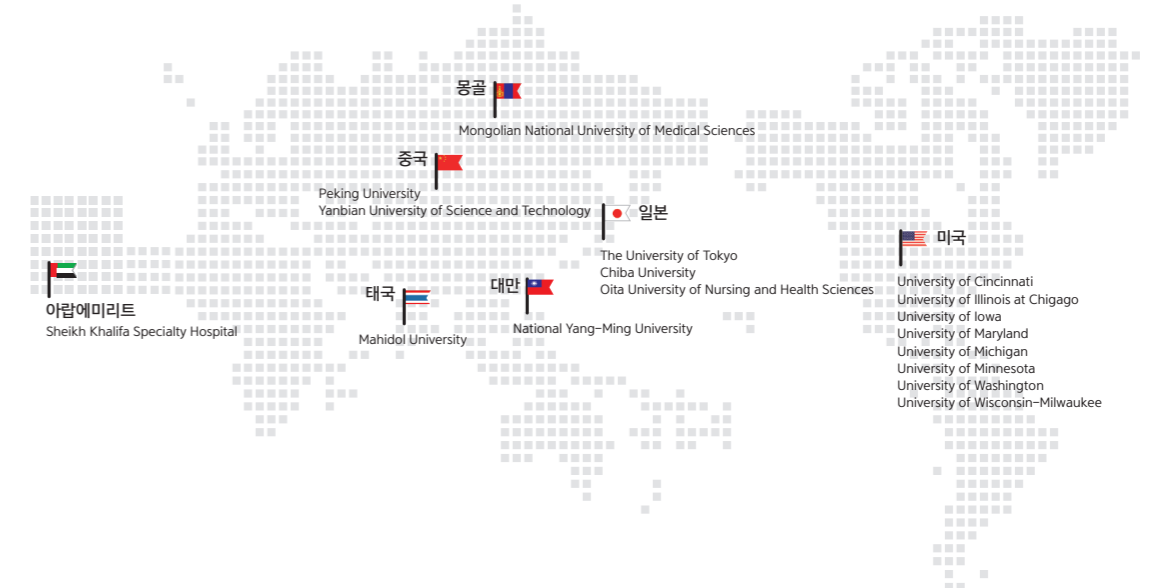 몽골
Mongolian National University of Medical Sciences
중국
Peking University
Yanbian University of Science and Technology
일본
The University of Tokyo
Chiba University
Oita University of Nursing and Health Sciences
미국
University of Cincinnati
University of Illinois at Chigago
University of Iowa
University of Maryland
University of Michigan
University of Minnesota
University of Washington
University of Wisconsin-Milwaukee
아랍에미리트
Sheikh Khalifa Specialty Hospital
태국
Mahidol University
대만
National Yang-Ming University